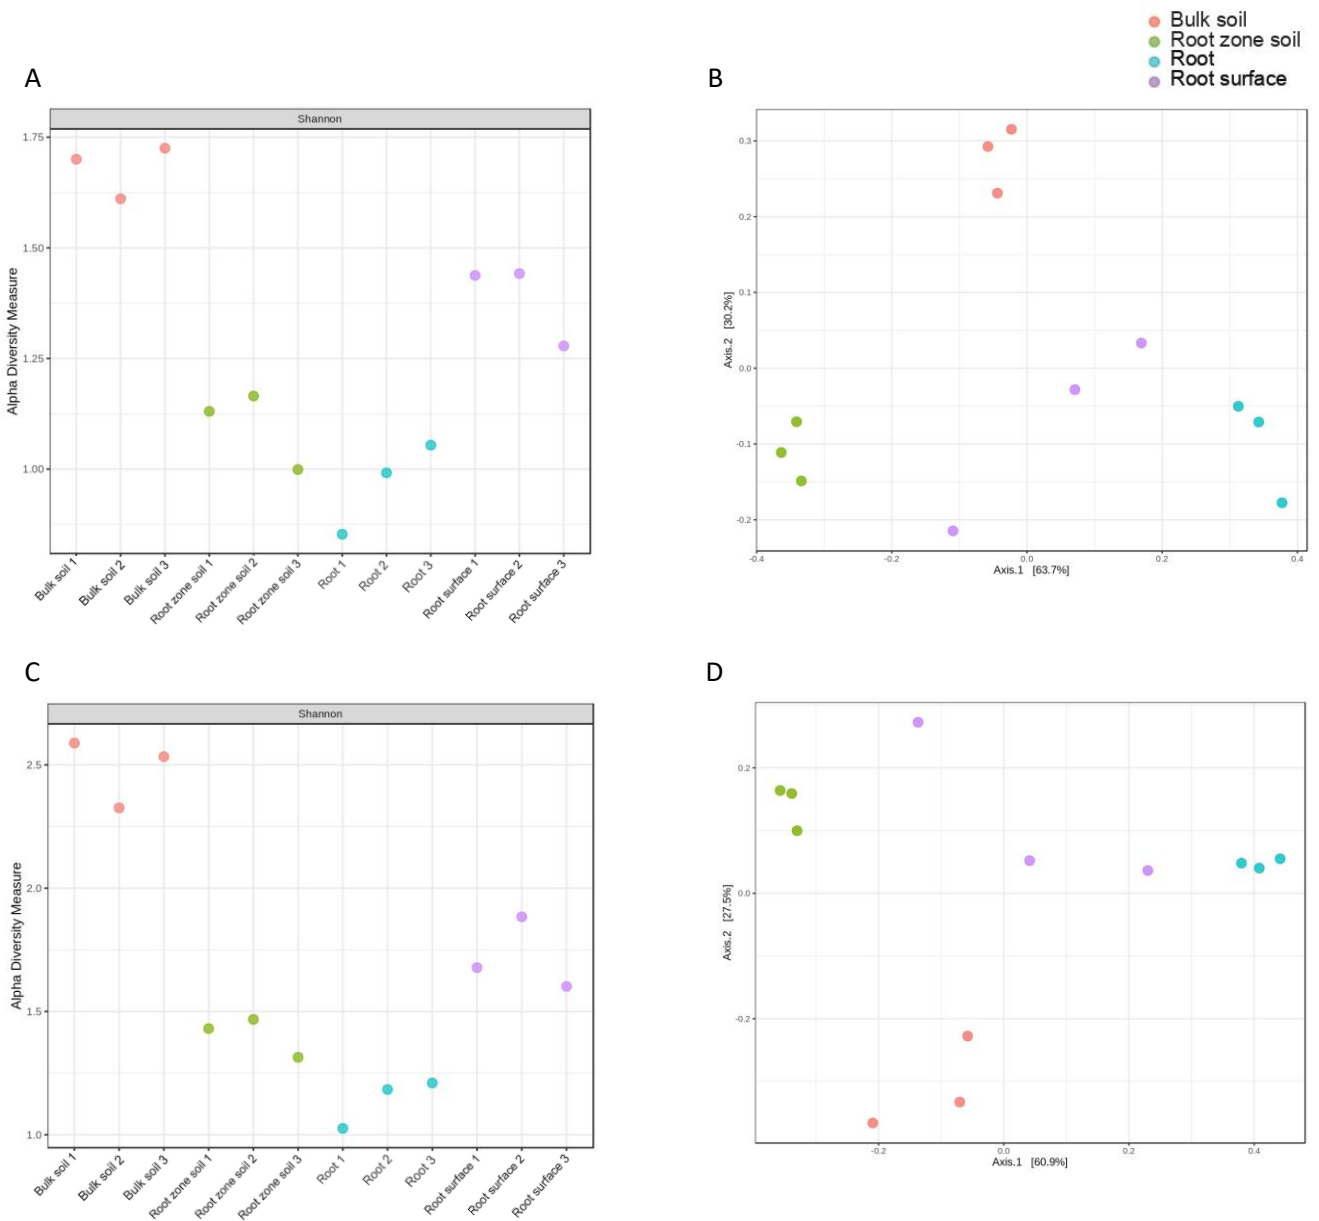 Bulk soil
Root zone soil
Root
Root surface
A
Shannon
1.75
1.50
1.25
1.00
Alpha Diversity Measure
Bulk soil 1
Bulk soil 2
Bulk soil 3
Root zone soil 1
Root zone soil 2
Root zone soil 3
Root 1
Root 2
Root 3
Root surface 1
Root surface 2
Root surface 3
B
0.3
0.2
0.1
0.0
-0.1
-0.2
Axis.2 [30.2%]
-0.4
-0.2
0.0
0.2
0.4
Axis.1 [63.7%]
C
Shannon
2.5
2.0
1.5
1.0
Alpha Diversity Measure
Bulk soil 1
Bulk soil 2
Bulk soil 3
Root zone soil 1
Root zone soil 2
Root zone soil 3
Root 1
Root 2
Root 3
Root surface 1
Root surface 2
Root surface 3
D
0.2
0.0
-0.2
Axis.2 [27.5%]
-0.2
0.0
0.2
0.4
Axis.1 [60.9%]